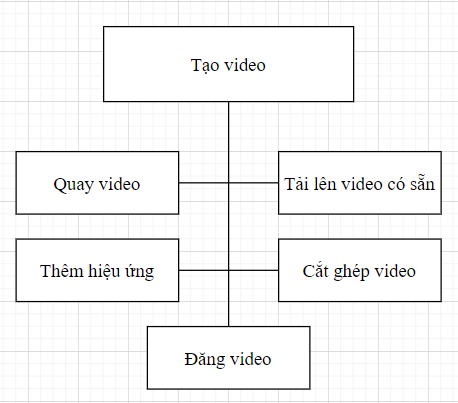 Tạo video
Quay video
Tải lên video có sẵn
Thêm hiệu ứng
Cắt ghép video
Đăng video